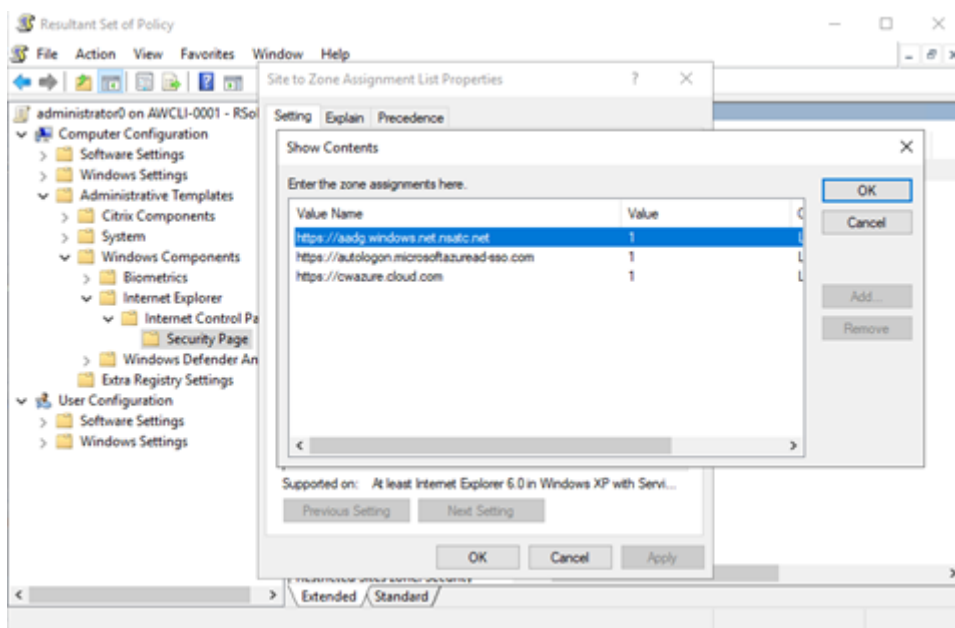 Resultant Set of Policy
File Action View Favorites Window Help
administrator0 on AWCLI-0001 - RSo
Computer Configuration
Software Settings
Windows Settings
Administrative Templates
Citrix Components
System
Windows Components
Biometrics
Internet Explorer
Internet Control Pa
Security Page
Windows Defender An
Extra Registry Settings
User Configuration
Software Settings
Windows Settings
Site to Zone Assignment List Properties
Setting Explain Precedence
Show Contents
Enter the zone assignments here.
Value Name Value
https://aadg.windows.net.nsatc.net 1
https://autologon.microsoftazuread-sso.com 1
https://cwazure.cloud.com 1
OK
Cancel
Add...
Remove
Supported on: At least Internet Explorer 6.0 in Windows XP with Servi...
Previous Setting Next Setting
OK Cancel Apply
Extended Standard